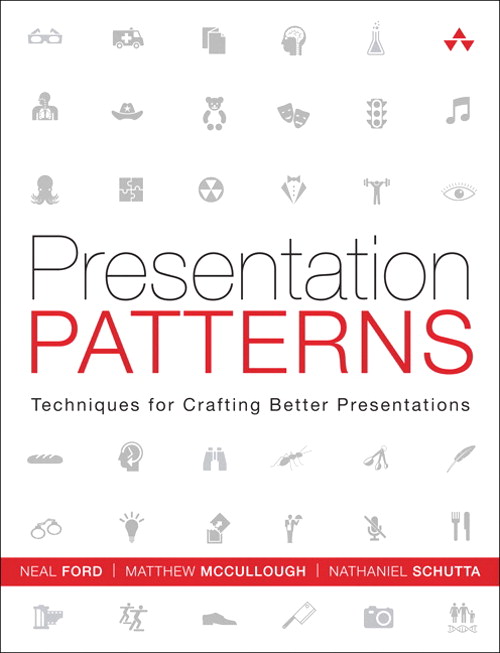 Presentation
PATTERNS
Techniques for Crafting Better Presentations
NEAL FORD | MATTHEW MCCULLOUGH | NATHANIEL SCHUTTA